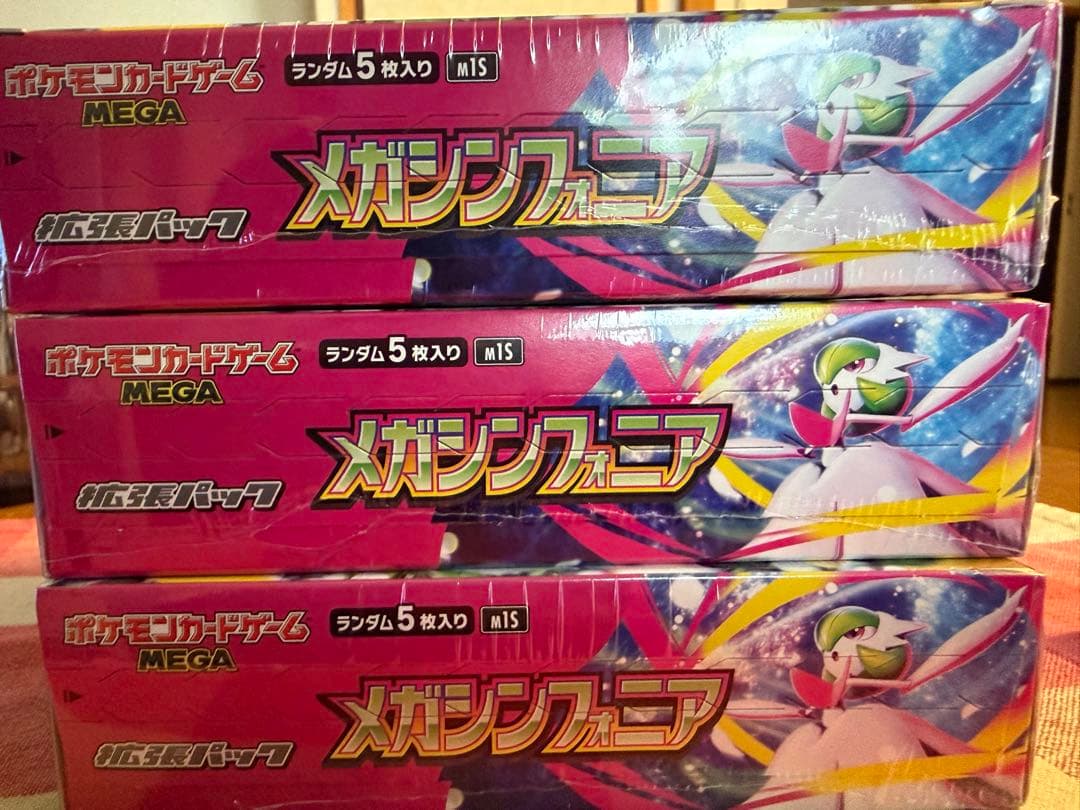 ポケモンカードゲーム
MEGA
ランダム5枚入り
M1S
メガシンフォニア
拡張パック
ポケモンカードゲーム
MEGA
ランダム5枚入り
M1S
メガシンフォニア
拡張パック
ポケモンカードゲーム
MEGA
ランダム5枚入り
M1S
メガシンフォニア
拡張パック